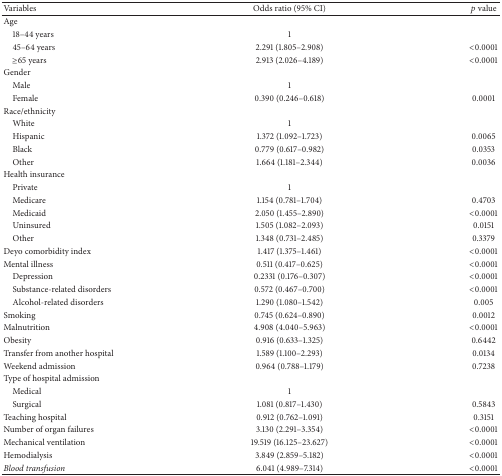 Variables Odds ratio (95% CI) p value
Age
18–44 years 1
45–64 years 2.291 (1.805–2.908) <0.0001
≥65 years 2.913 (2.026–4.189) <0.0001
Gender
Male 1
Female 0.390 (0.246–0.618) 0.0001
Race/ethnicity
White 1
Hispanic 1.372 (1.092–1.723) 0.0065
Black 0.779 (0.617–0.982) 0.0353
Other 1.664 (1.181–2.344) 0.0036
Health insurance
Private 1
Medicare 1.154 (0.781–1.704) 0.4703
Medicaid 2.050 (1.455–2.890) <0.0001
Uninsured 1.505 (1.082–2.093) 0.0151
Other 1.348 (0.731–2.485) 0.3379
Deyo comorbidity index 1.417 (1.375–1.461) <0.0001
Mental illness 0.511 (0.417–0.625) <0.0001
Depression 0.2331 (0.176–0.307) <0.0001
Substance-related disorders 0.572 (0.467–0.700) <0.0001
Alcohol-related disorders 1.290 (1.080–1.542) 0.005
Smoking 0.745 (0.624–0.890) 0.0012
Malnutrition 4.908 (4.040–5.963) <0.0001
Obesity 0.916 (0.633–1.325) 0.6442
Transfer from another hospital 1.589 (1.100–2.293) 0.0134
Weekend admission 0.964 (0.788–1.179) 0.7238
Type of hospital admission
Medical 1
Surgical 1.081 (0.817–1.430) 0.5843
Teaching hospital 0.912 (0.762–1.091) 0.3151
Number of organ failures 3.130 (2.291–3.354) <0.0001
Mechanical ventilation 19.519 (16.125–23.627) <0.0001
Hemodialysis 3.849 (2.859–5.182) <0.0001
Blood transfusion 6.041 (4.989–7.314) <0.0001